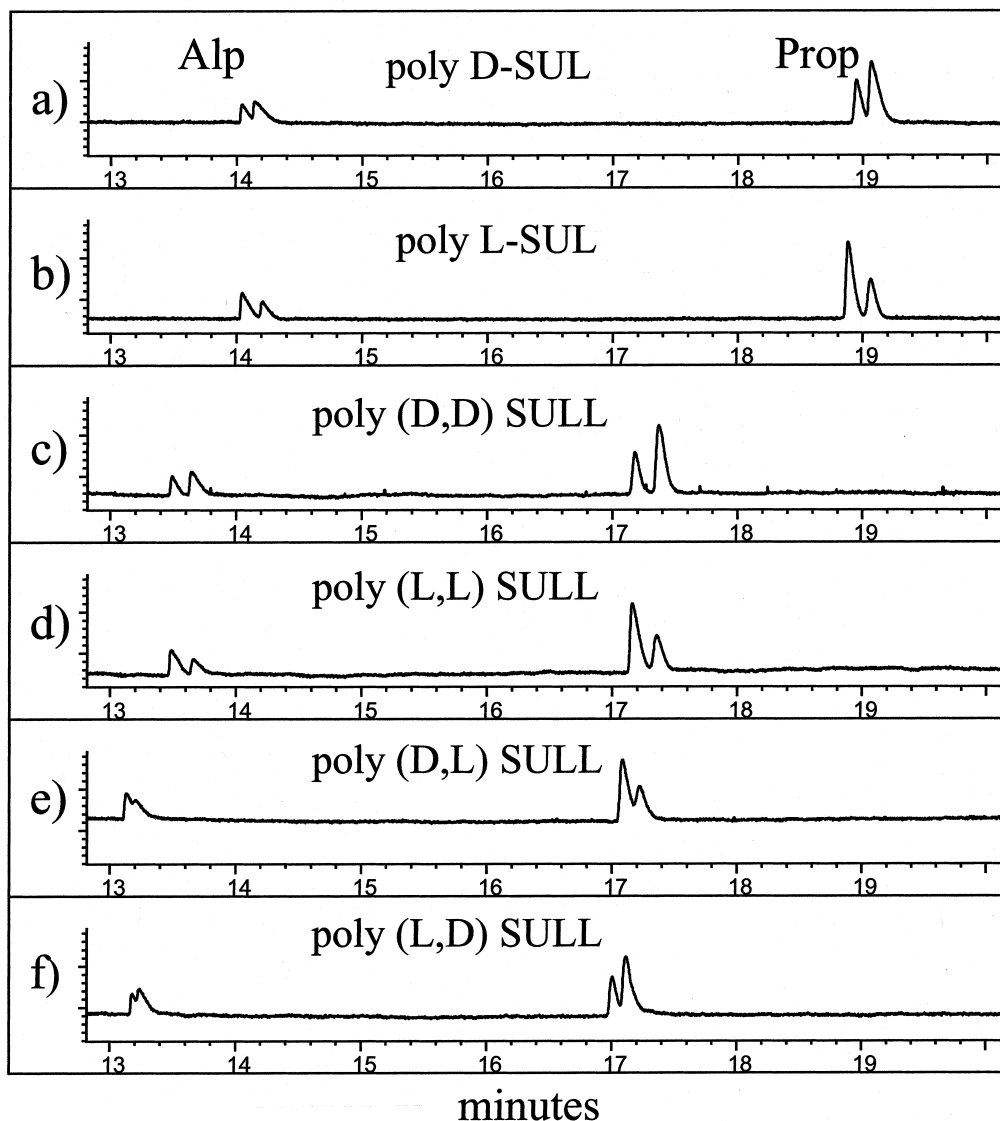 Alp poly D-SUL Prop
a)
13 14 15 16 17 18 19
poly L-SUL
b)
13 14 15 16 17 18 19
poly (D,D) SULL
c)
13 14 15 16 17 18 19
poly (L,L) SULL
d)
13 14 15 16 17 18 19
poly (D,L) SULL
e)
13 14 15 16 17 18 19
poly (L,D) SULL
f)
13 14 15 16 17 18 19
minutes